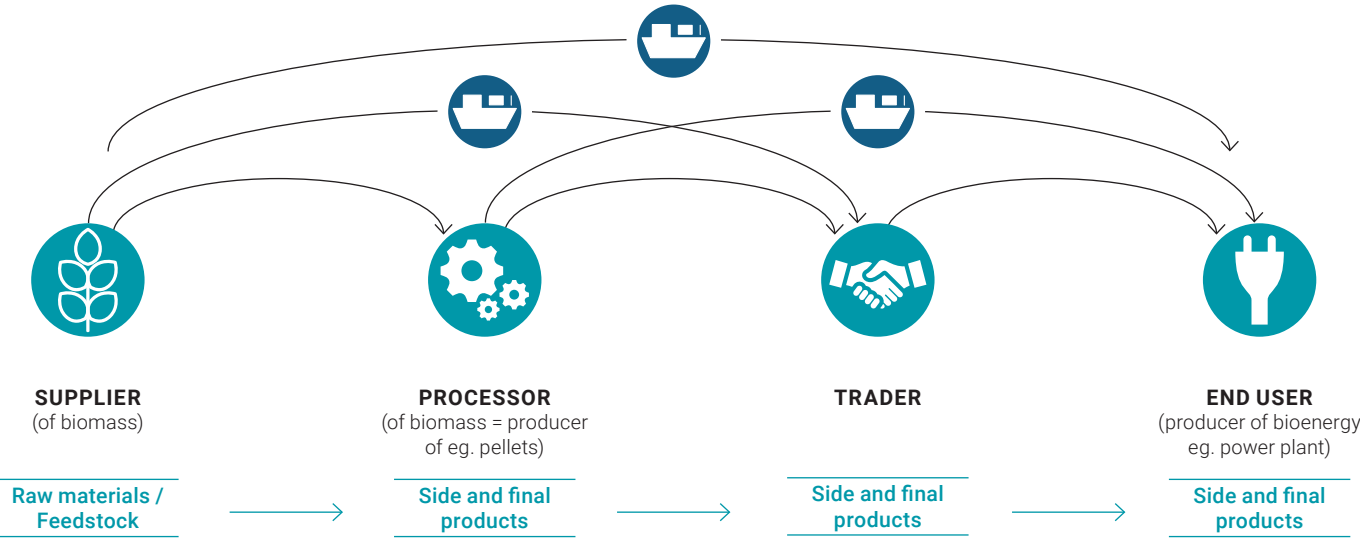 SUPPLIER
(of biomass)
PROCESSOR
(of biomass = producer
of eg. pellets)
TRADER
END USER
(producer of bioenergy
eg. power plant)
Raw materials /
Feedstock
Side and final
products
Side and final
products
Side and final
products